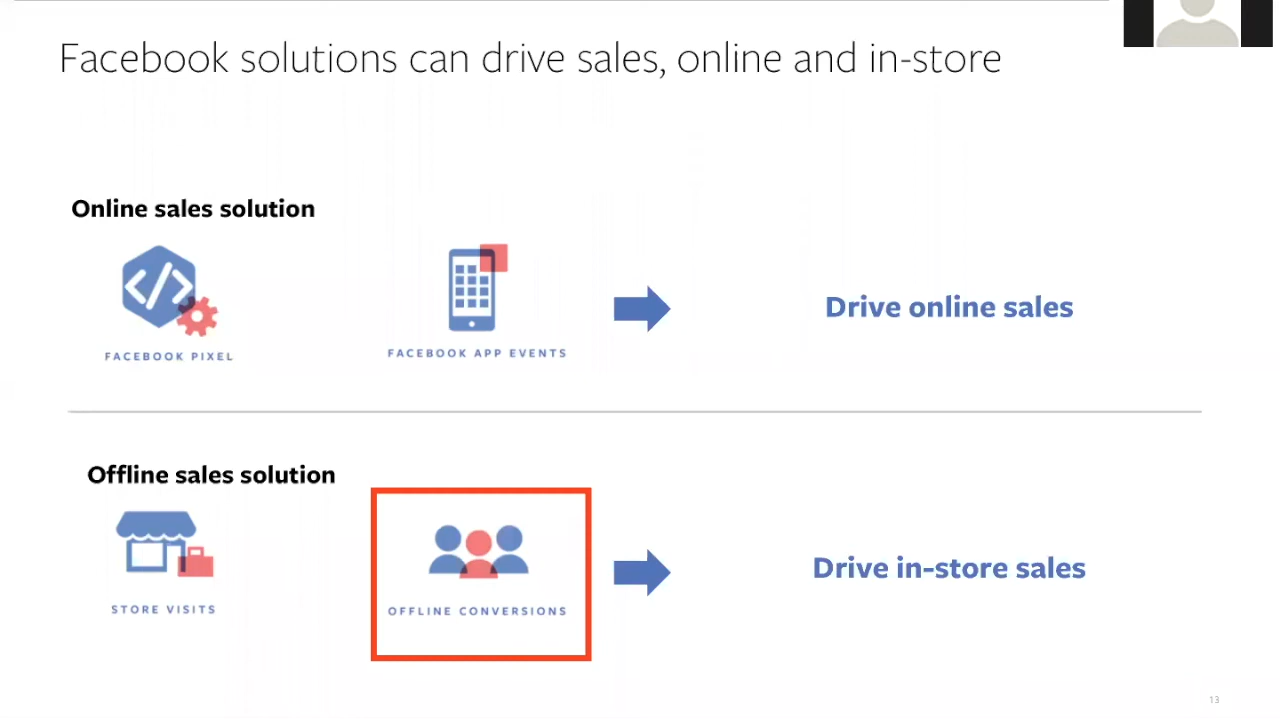 Facebook solutions can drive sales, online and in-store
Online sales solution
</>
FACEBOOK PIXEL
FACEBOOK APP EVENTS
Drive online sales
Offline sales solution
STORE VISITS
OFFLINE CONVERSIONS
Drive in-store sales
13